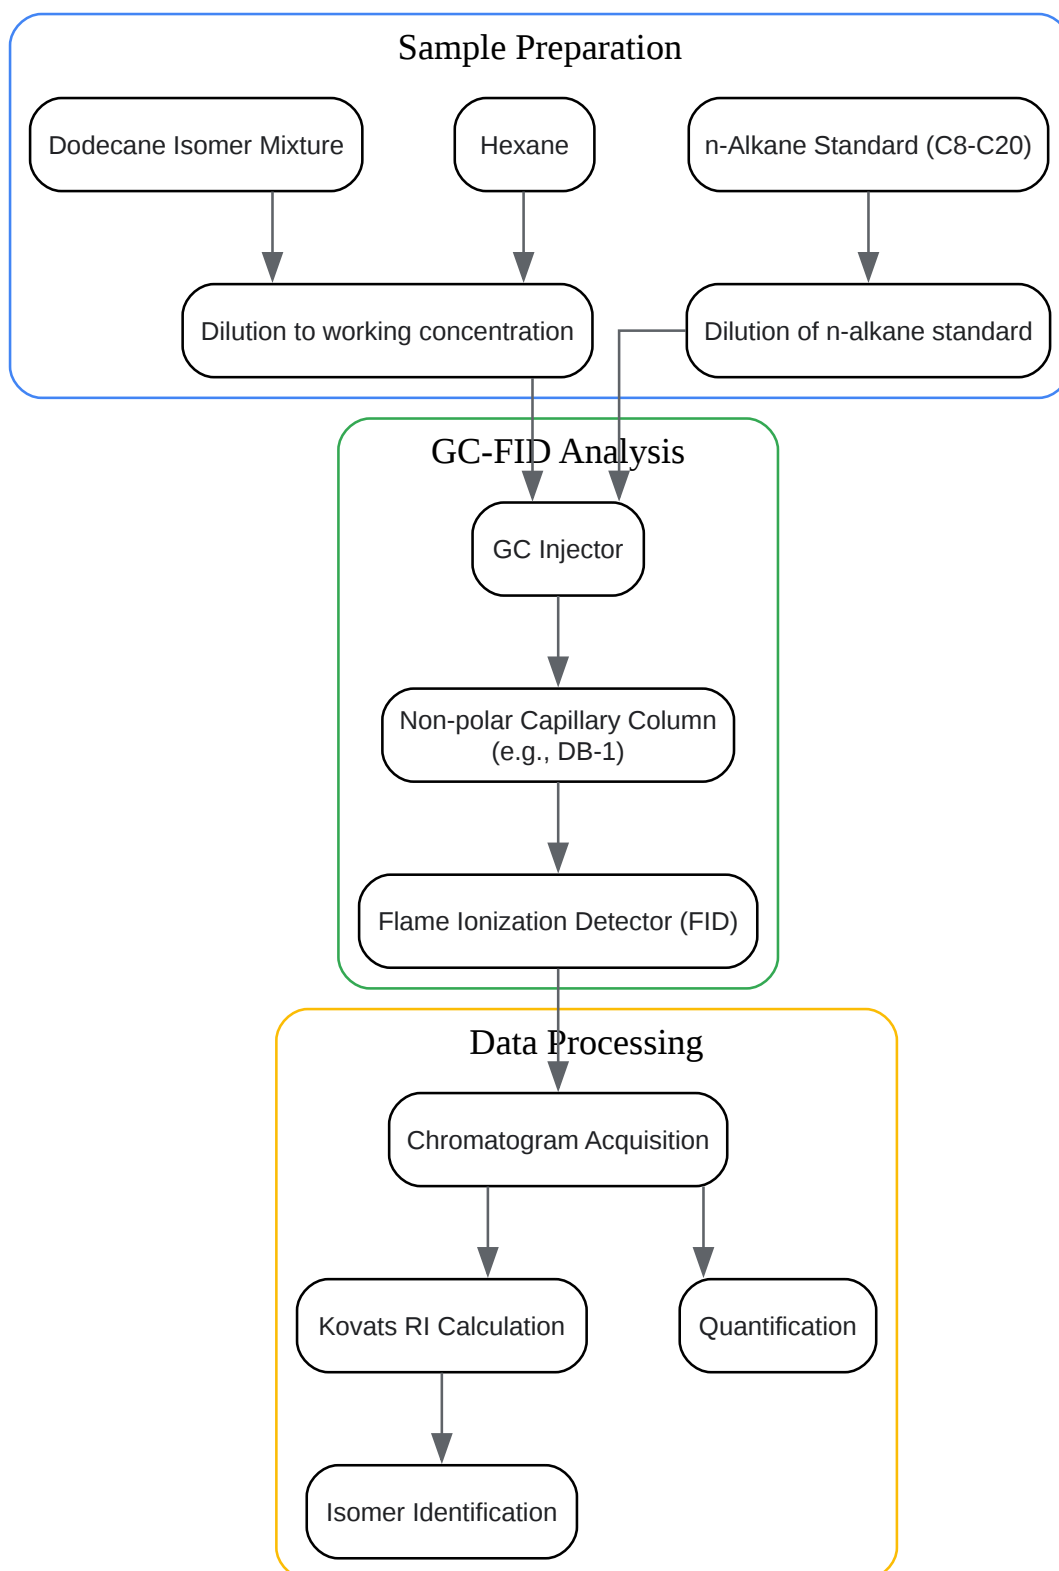 Sample Preparation
Dodecane Isomer Mixture
Hexane
n-Alkane Standard (C8-C20)
Dilution to working concentration
Dilution of n-alkane standard
GC-FID Analysis
GC Injector
Non-polar Capillary Column
(e.g., DB-1)
Flame Ionization Detector (FID)
Data Processing
Chromatogram Acquisition
Kovats RI Calculation
Quantification
Isomer Identification